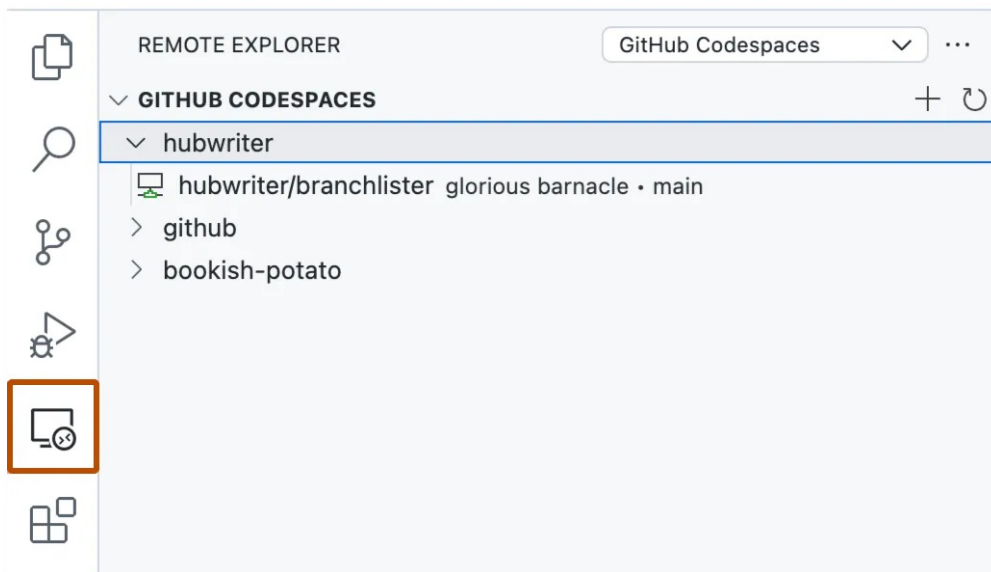 REMOTE EXPLORER GitHub Codespaces
GITHUB CODESPACES
hubwriter
hubwriter/branchlister glorious barnacle • main
github
bookish-potato